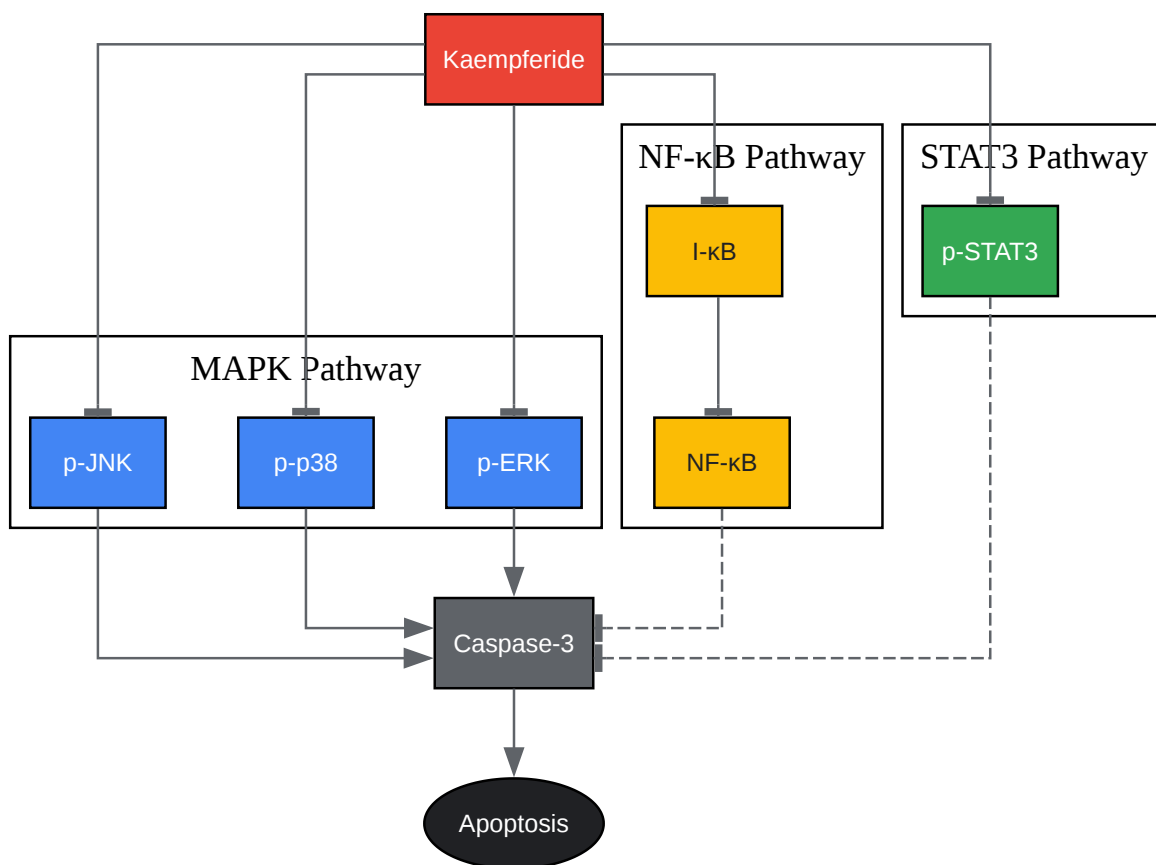 Kaempferide
NF-κB Pathway
STAT3 Pathway
I-κB
p-STAT3
MAPK Pathway
p-JNK
p-p38
p-ERK
NF-κB
Caspase-3
Apoptosis